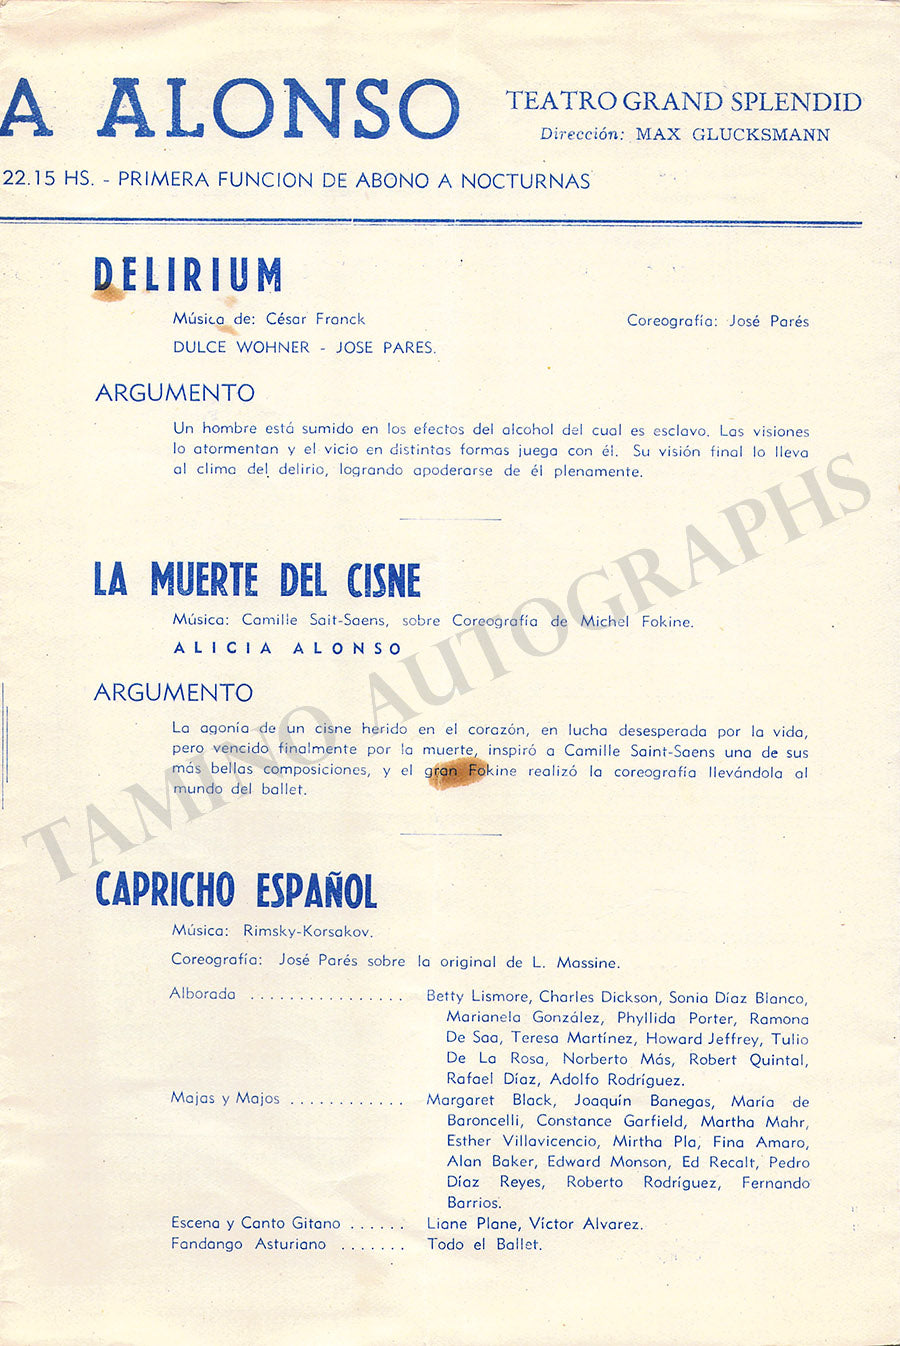 A ALONSO
TEATRO GRAND SPLENDID
Dirección: MAX GLUCKSMANN
22.15 HS. - PRIMERA FUNCION DE ABONO A NOCTURNAS
DELIRIUM
Música de: César Franck Coreografía: José Parés
DULCE WOHNER - JOSE PARES.
ARGUMENTO
Un hombre está sumido en los efectos del alcohol del cual es esclavo. Las visiones
lo atormentan y el vicio en distintas formas juega con él. Su visión final lo lleva
al clima del delirio, logrando apoderarse de él plenamente.
LA MUERTE DEL CISNE
Música: Camille Sait-Saens, sobre Coreografía de Michel Fokine.
ALICIA ALONSO
ARGUMENTO
La agonía de un cisne herido en el corazón, en lucha desesperada por la vida,
pero vencido finalmente por la muerte, inspiró a Camille Saint-Saens una de sus
más bellas composiciones, y el gran Fokine realizó la coreografía llevándola al
mundo del ballet.
CAPRICHO ESPAÑOL
Música: Rimsky-Korsakov.
Coreografía: José Parés sobre la original de L. Massine.
Alborada ................ Betty Lismore, Charles Dickson, Sonia Díaz Blanco,
Marianela González, Phyllida Porter, Ramona
De Saa, Teresa Martínez, Howard Jeffrey, Tulio
De La Rosa, Norberto Más, Robert Quintal,
Rafael Díaz, Adolfo Rodríguez.
Majas y Majos ............ Margaret Black, Joaquín Banegas, María de
Baroncelli, Constance Garfield, Martha Mahr,
Esther Villavicencio, Mirtha Pla, Fina Amaro,
Alan Baker, Edward Monson, Ed Recalt, Pedro
Díaz Reyes, Roberto Rodríguez, Fernando
Barrios.
Escena y Canto Gitano ...... Liane Plane, Víctor Alvarez.
Fandango Asturiano ....... Todo el Ballet.
TAMINO AUTOGRAPHS